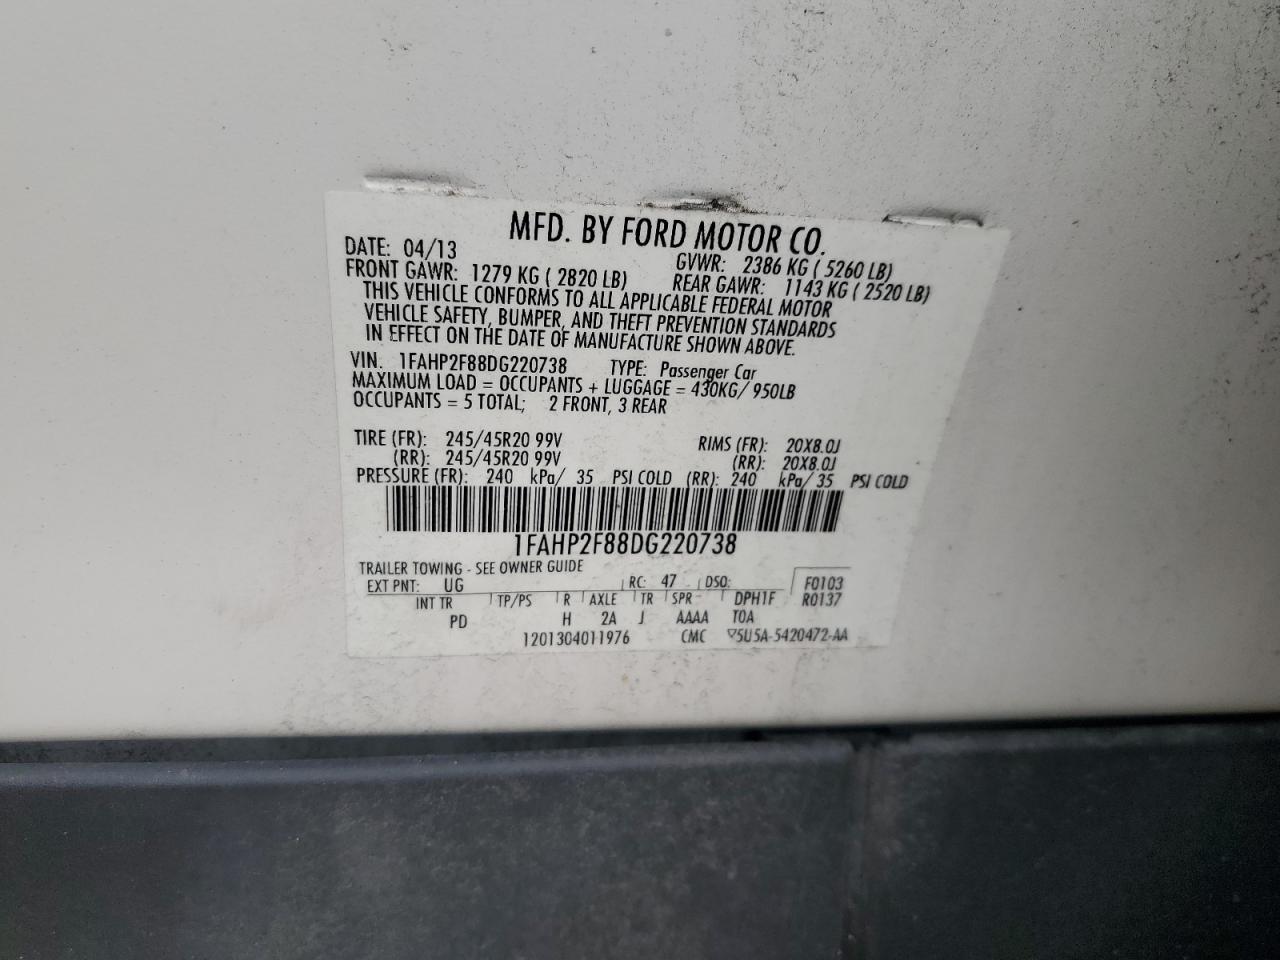 MFD. BY FORD MOTOR CO.
DATE: 04/13 GVWR: 2386 KG ( 5260 LB)
FRONT GAWR: 1279 KG ( 2820 LB) REAR GAWR: 1143 KG ( 2520 LB)
THIS VEHICLE CONFORMS TO ALL APPLICABLE FEDERAL MOTOR
VEHICLE SAFETY, BUMPER, AND THEFT PREVENTION STANDARDS
IN EFFECT ON THE DATE OF MANUFACTURE SHOWN ABOVE.
VIN: 1FAHP2F88DG220738 TYPE: Passenger Car
MAXIMUM LOAD = OCCUPANTS + LUGGAGE = 430KG/ 950LB
OCCUPANTS = 5 TOTAL; 2 FRONT, 3 REAR
TIRE (FR): 245/45R20 99V RIMS (FR): 20X8.0J
(RR): 245/45R20 99V (RR): 20X8.0J
PRESSURE (FR): 240 kPa/ 35 PSI COLD (RR): 240 kPa/ 35 PSI COLD
1FAHP2F88DG220738
TRAILER TOWING - SEE OWNER GUIDE
EXT PNT: UG RC: 47 DSO: F0103
INT TR TP/PS R AXLE TR SPR DPH1F R0137
PD H 2A J AAAA T0A
1201304011976 CMC ▽5U5A-5420472-AA